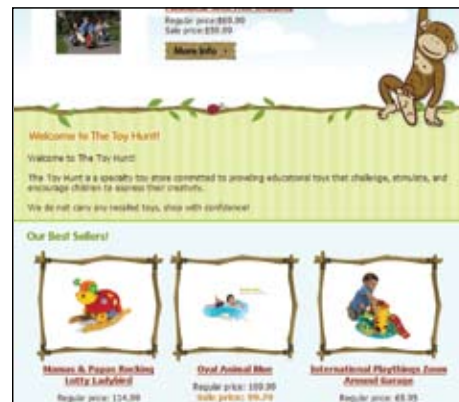 Regular price:$69.99
Sale price:$59.99
More Info
Welcome to The Toy Hunt!
Welcome to The Toy Hunt!
The Toy Hunt is a specialty toy store committed to providing educational toys that challenge, stimulate, and
encourage children to express their creativity.
We do not carry any recalled toys, shop with confidence!
Our Best Sellers!
Mamas & Papas Rocking
Lotty Ladybird
Regular price: 114.99
Oval Animal Blue
Regular price: 109.99
Sale price: 99.79
International Playthings Zoom
Around Garage
Regular price: 65.95